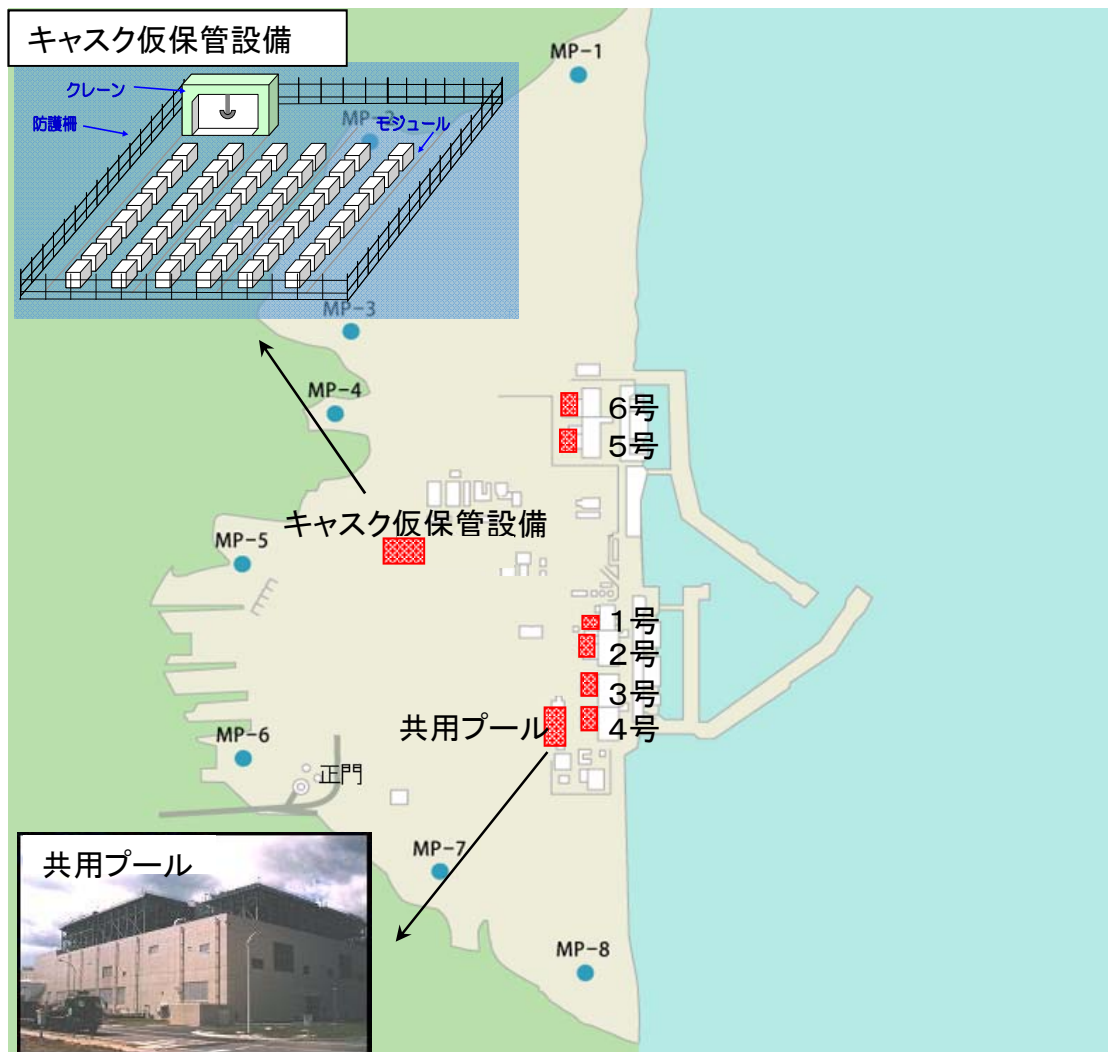 キャスク仮保管設備
MP-1
クレーン
防護柵
MP-2
モジュール
MP-3
MP-4
6号
5号
キャスク仮保管設備
MP-5
1号
2号
3号
共用プール
4号
MP-6
正門
共用プール
MP-7
MP-8